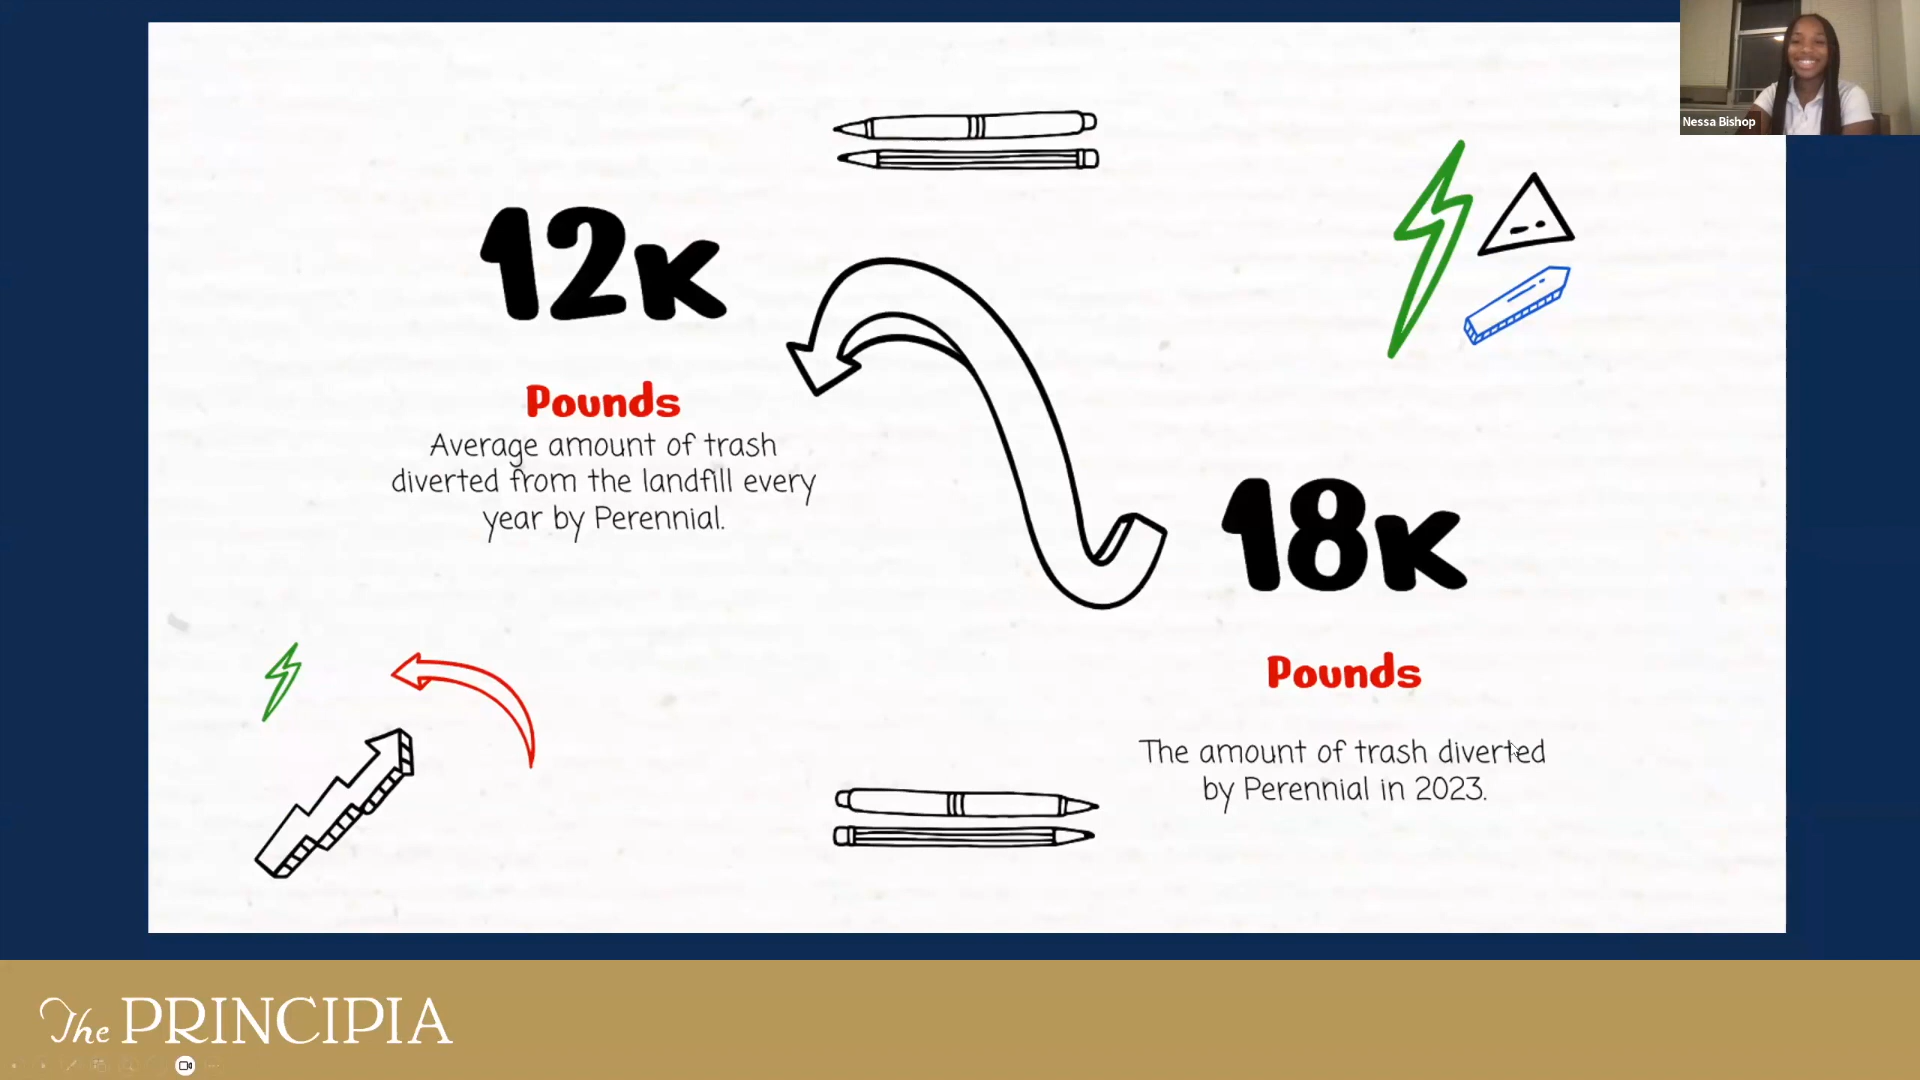 Nessa Bishop
12K
Pounds
Average amount of trash
diverted from the landfill every
year by Perennial.
18K
Pounds
The amount of trash diverted
by Perennial in 2023.
The PRINCIPIA